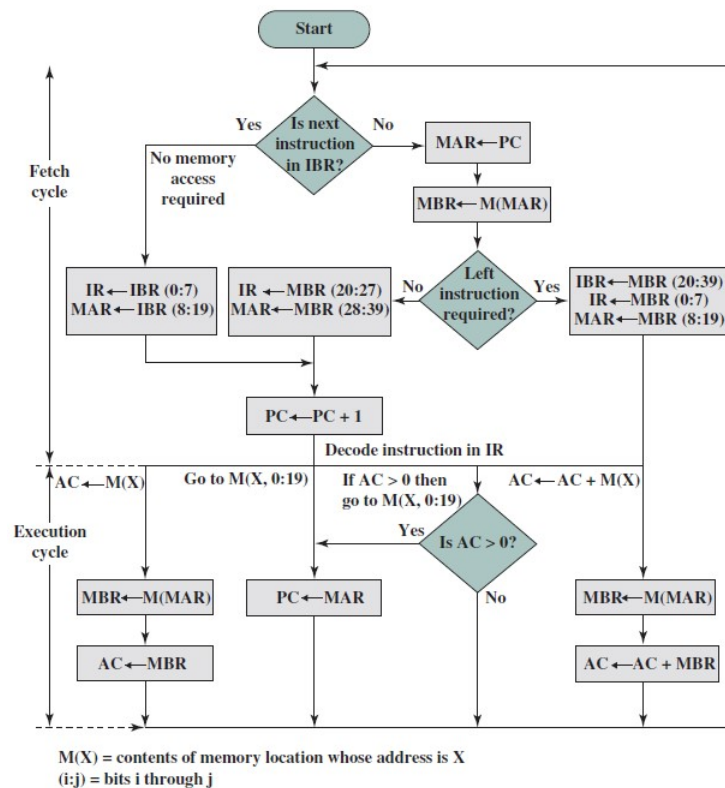 Start
Yes
Is next
instruction
in IBR?
No
MAR←PC
No memory
access
required
Fetch
cycle
MBR←M(MAR)
IR←IBR (0:7)
MAR←IBR (8:19)
IR←MBR (20:27)
MAR←MBR (28:39)
No
Left
instruction
required?
Yes
IBR←MBR (20:39)
IR←MBR (0:7)
MAR←MBR (8:19)
PC←PC + 1
Decode instruction in IR
Execution
cycle
AC←M(X)
Go to M(X, 0:19)
If AC > 0 then
go to M(X, 0:19)
AC←AC + M(X)
Yes
Is AC > 0?
No
MBR←M(MAR)
PC←MAR
MBR←M(MAR)
AC←MBR
AC←AC + MBR
M(X) = contents of memory location whose address is X
(i:j) = bits i through j